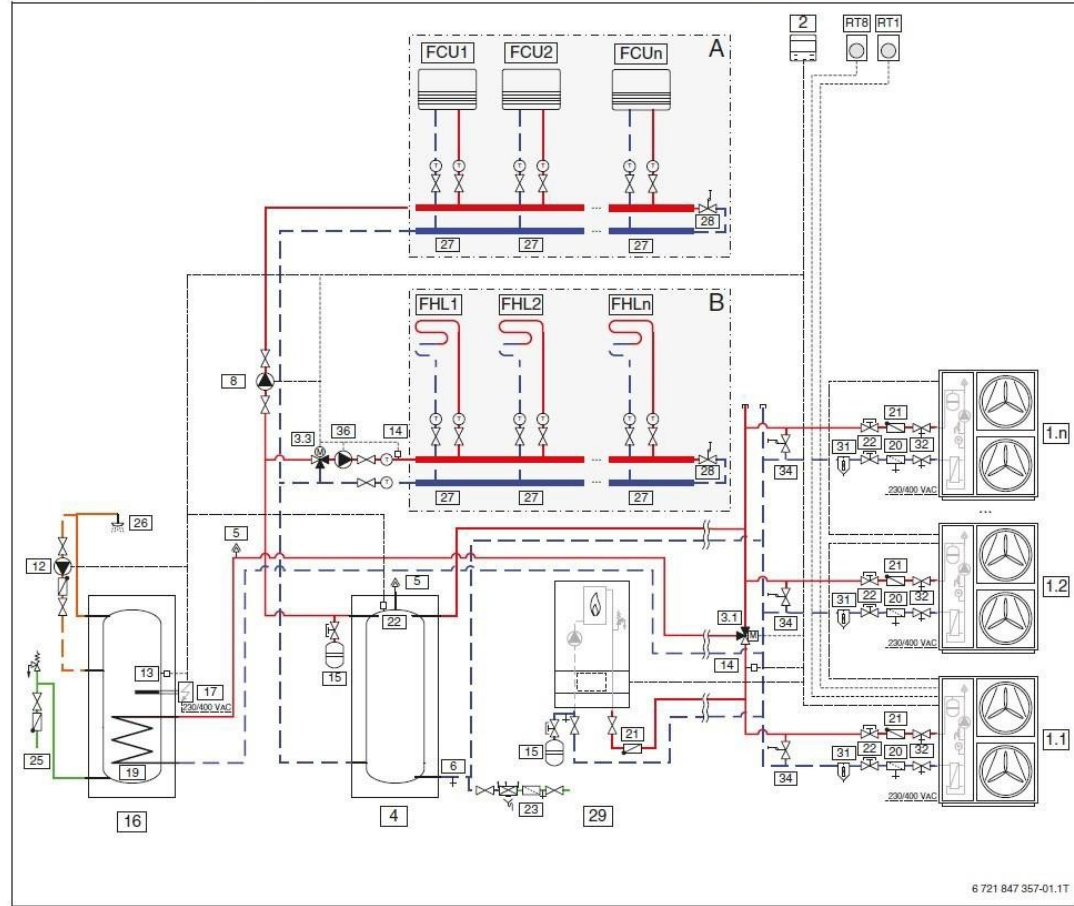 2 RT8 RT1
A
FCU1 FCU2 FCUn
T T T T T T
28
27 27 27
B
FHL1 FHL2 FHLn
8
36 14
3.3 M
T T T T T T
T
T
28
27 27 27
21
31 22 20 32
34
1.n
230/400 VAC
...
26
5
12
5
22
21
31 22 20 32
34
1.2
230/400 VAC
3.1 M
14
13
17
230/400 VAC
15
21
15
21
31 22 20 32
34
1.1
230/400 VAC
25
19
6
23
16
4
29
6 721 847 357-01.1T